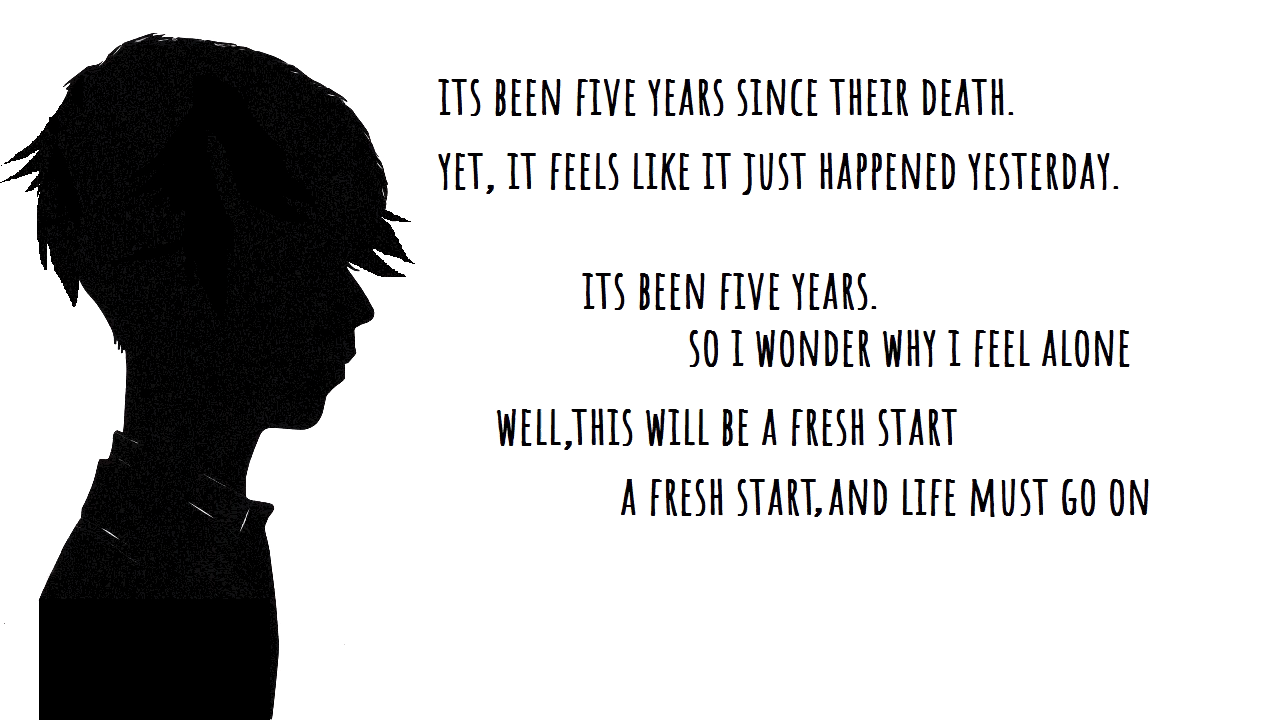 ITS BEEN FIVE YEARS SINCE THEIR DEATH.
YET, IT FEELS LIKE IT JUST HAPPENED YESTERDAY.
ITS BEEN FIVE YEARS.
SO I WONDER WHY I FEEL ALONE
WELL,THIS WILL BE A FRESH START
A FRESH START,AND LIFE MUST GO ON